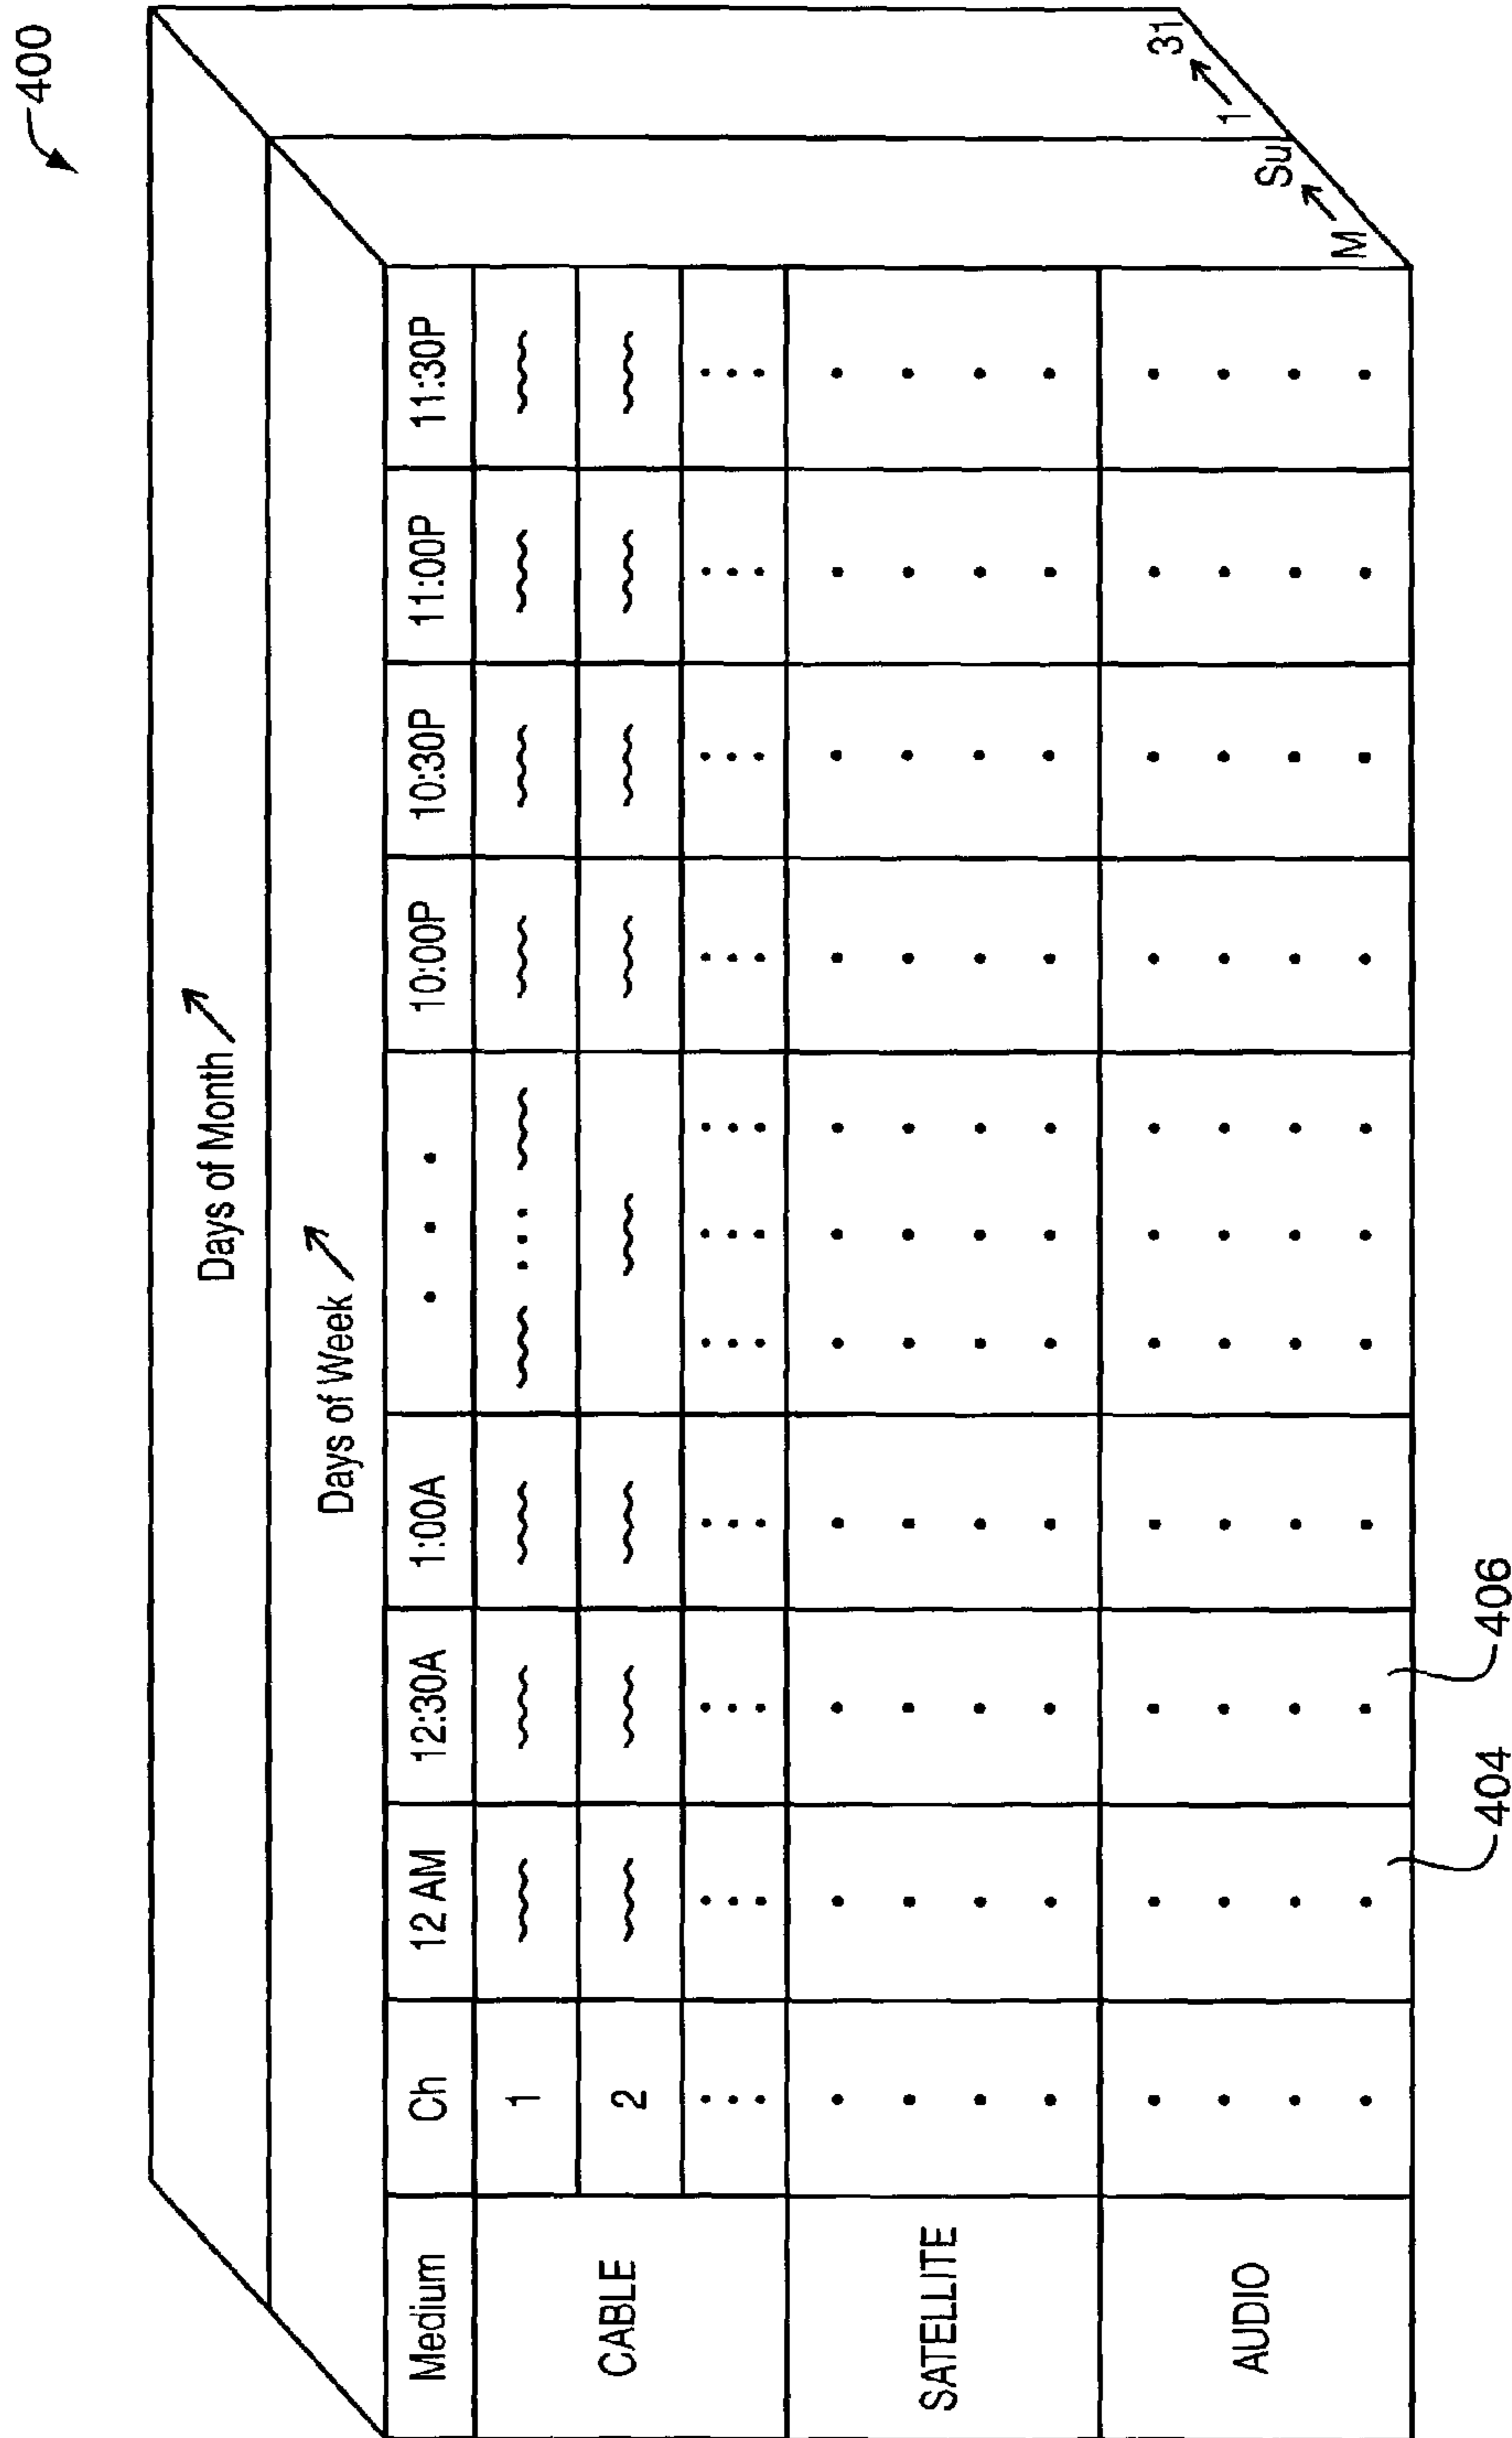 400
Days of Month
Days of Week
Medium Ch 12 AM 12:30A 1:00A . . . 10:00P 10:30P 11:00P 11:30P
CABLE
1
2
SATELLITE
AUDIO
M Su 1 31
404 406